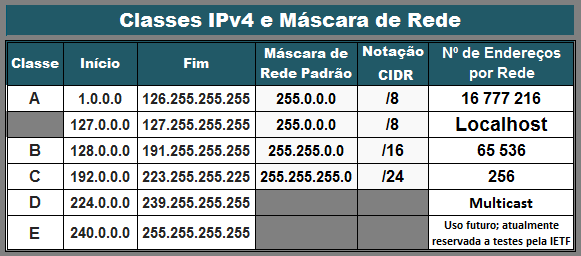 Classes IPv4 e Máscara de Rede
Classe Início Fim Máscara de Rede Padrão Notação CIDR Nº de Endereços por Rede
A 1.0.0.0 126.255.255.255 255.0.0.0 /8 16 777 216
127.0.0.0 127.255.255.255 255.0.0.0 /8 Localhost
B 128.0.0.0 191.255.255.255 255.255.0.0 /16 65 536
C 192.0.0.0 223.255.255.225 255.255.255.0 /24 256
D 224.0.0.0 239.255.255.255 Multicast
E 240.0.0.0 255.255.255.255 Uso futuro; atualmente reservada a testes pela IETF